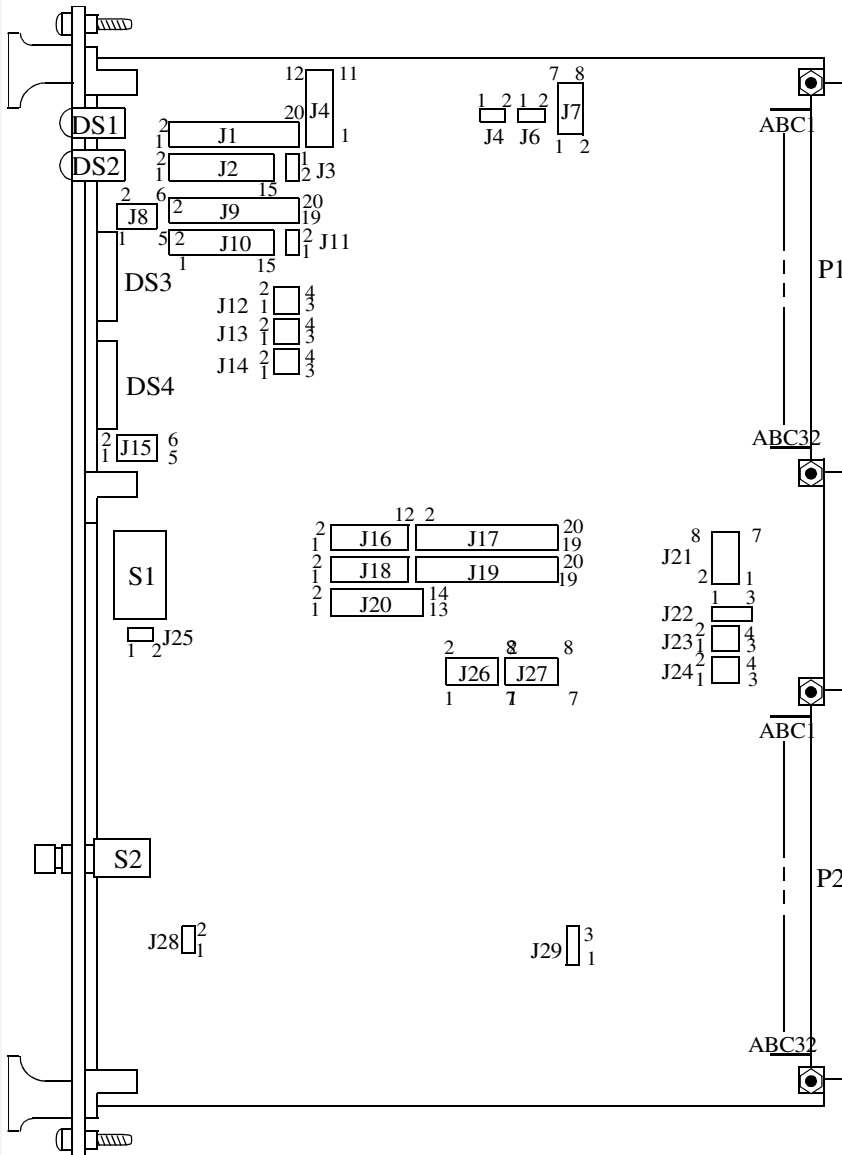 12 11
J4
7 8
J7
1 2 1 2
J4 J6
1 2
DS1
2 20
J1
1 1
ABC1
DS2
2
J2
1
15
1
2 J3
2 6
J8
1 5
2 J9 20
19
2 J10
1 15
2
1 J11
DS3
P1
J12 2 4
1 3
J13 2 4
1 3
J14 2 4
1 3
DS4
2 6
J15
1 5
ABC32
2 12
J16
1
2 20
J17
19
8 7
J21
2 1
2
J18
1
20
J19
19
S1
2 14
J20
1 13
1 3
J22
2 4
J23
1 3
J25
1 2
2 8
J26
1 7
2 8
J27
1 7
2 4
J24
1 3
ABC1
S2
P2
2
J28
1
3
J29
1
ABC32